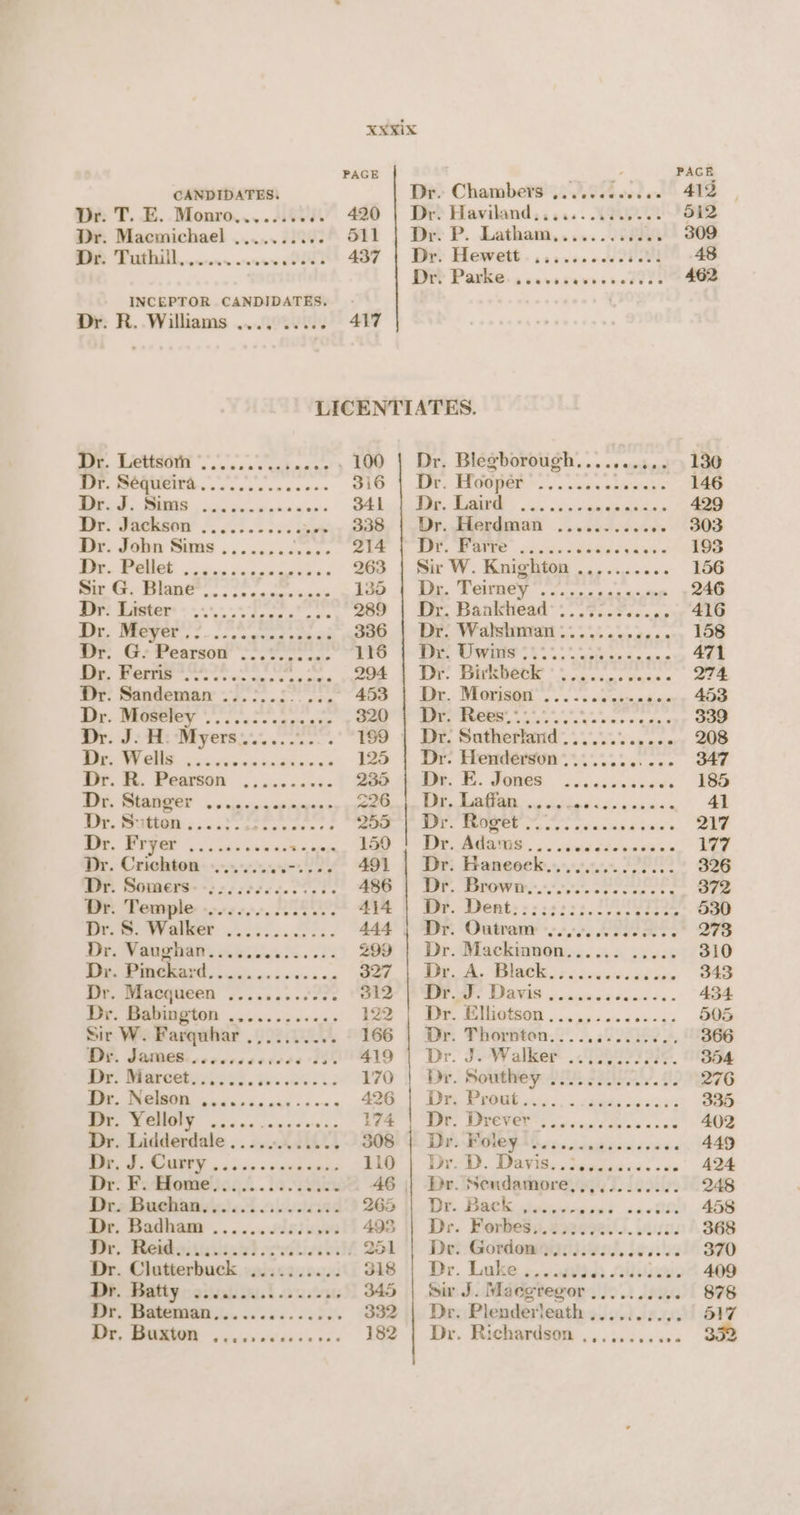 xxxix
PAGE
CANDIDATES.
Dr. T. E. Monro.......... 420
Dr. Macmichael .......... 511
Dr. Tuthill................ 437
INCEPTOR CANDIDATES.
Dr. R. Williams .... ..... 417
PAGE
Dr. Chambers ............ 412
Dr. Haviland............. 512
Dr. P. Latham............ 309
Dr. Hewett .............. 48
Dr. Parke ............... 462
LICENTIATES.
Dr. Lettsom .............. 100
Dr. Séqueira .............. 316
Dr. J. Sims .............. 341
Dr. Jackson .............. 338
Dr. John Sims ............ 214
Dr. Pellet ................ 263
Sir G. Blane .............. 135
Dr. Lister ................ 289
Dr. Meyer ................ 336
Dr. G. Pearson ........... 116
Dr. Ferris ................ 294
Dr. Sandeman ............ 453
Dr. Moseley .............. 320
Dr. J. H. Myers........... 199
Dr. Wells ................ 125
Dr. R. Pearson ........... 235
Dr. Stanger .............. 226
Dr. Sutton ................ 255
Dr. Fryer ................ 150
Dr. Crichton .............. 491
Dr. Somers ............... 486
Dr. Temple ............... 414
Dr. S. Walker ............ 444
Dr. Vaughan.............. 299
Dr. Pinckard.............. 327
Dr. Macqueen ............ 312
Dr. Babington ............ 122
Sir W. Farquhar .......... 166
Dr. James................. 419
Dr. Marcet................ 170
Dr. Nelson ............... 426
Dr. Yelloly ............... 174
Dr. Lidderdale............ 308
Dr. J. Curry .............. 110
Dr. F. Home.............. 46
Dr. Buchan............... 265
Dr. Badham .............. 493
Dr. Reid.................. 251
Dr. Clutterbuck .......... 318
Dr. Batty ................ 345
Dr. Bateman.............. 332
Dr. Buxton ............... 182
Dr. Blegborough........... 130
Dr. Hooper ............... 146
Dr. Laird ................ 429
Dr. Herdman ............. 303
Dr. Farre ................ 193
Sir W. Knighton .......... 156
Dr. Teirney .............. 246
Dr. Bankhead ............ 416
Dr. Walshman............. 158
Dr. Uwins ................ 471
Dr. Birkbeck ............. 274
Dr. Morison .............. 453
Dr. Rees.................. 339
Dr. Sutherland ............ 208
Dr. Henderson ............ 347
Dr. E. Jones .............. 185
Dr. Laffan ................ 41
Dr. Roget ................ 217
Dr. Adams ................ 177
Dr. Hancock.............. 326
Dr. Brown................ 372
Dr. Dent.................. 530
Dr. Outram .............. 273
Dr. Mackinnon............ 310
Dr. A. Black.............. 343
Dr. J. Davis .............. 434
Dr. Elliotson .............. 505
Dr. Thornton.............. 366
Dr. J. Walker ............ 354
Dr. Southey .............. 276
Dr. Prout ................ 335
Dr. Drever ............... 402
Dr. Foley ................ 449
Dr. D. Davis.............. 424
Dr. Scudamore............ 248
Dr. Back ................. 458
Dr. Forbes................ 368
Dr. Gordon ............... 370
Dr. Luke ................. 409
Sir J. Macgregor .......... 878
Dr. Plenderleath .......... 517
Dr. Richardson ........... 352